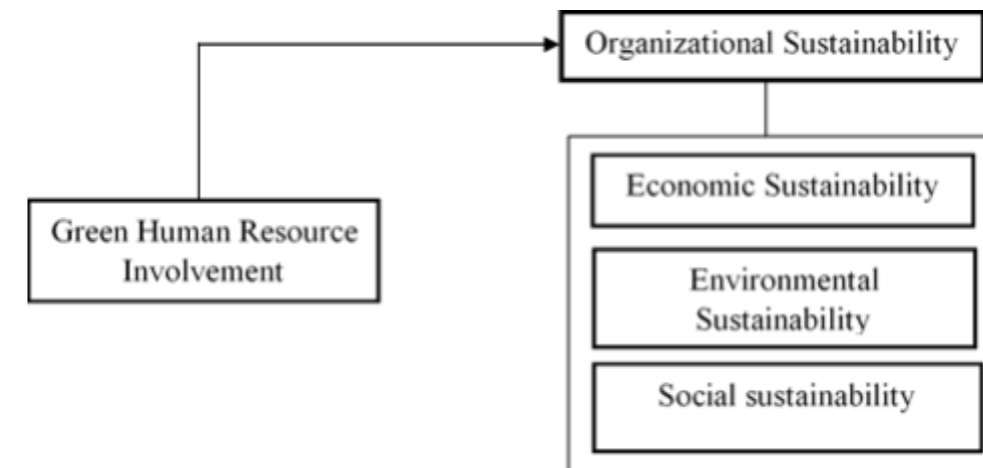 Organizational Sustainability
Economic Sustainability
Green Human Resource
Involvement
Environmental
Sustainability
Social sustainability